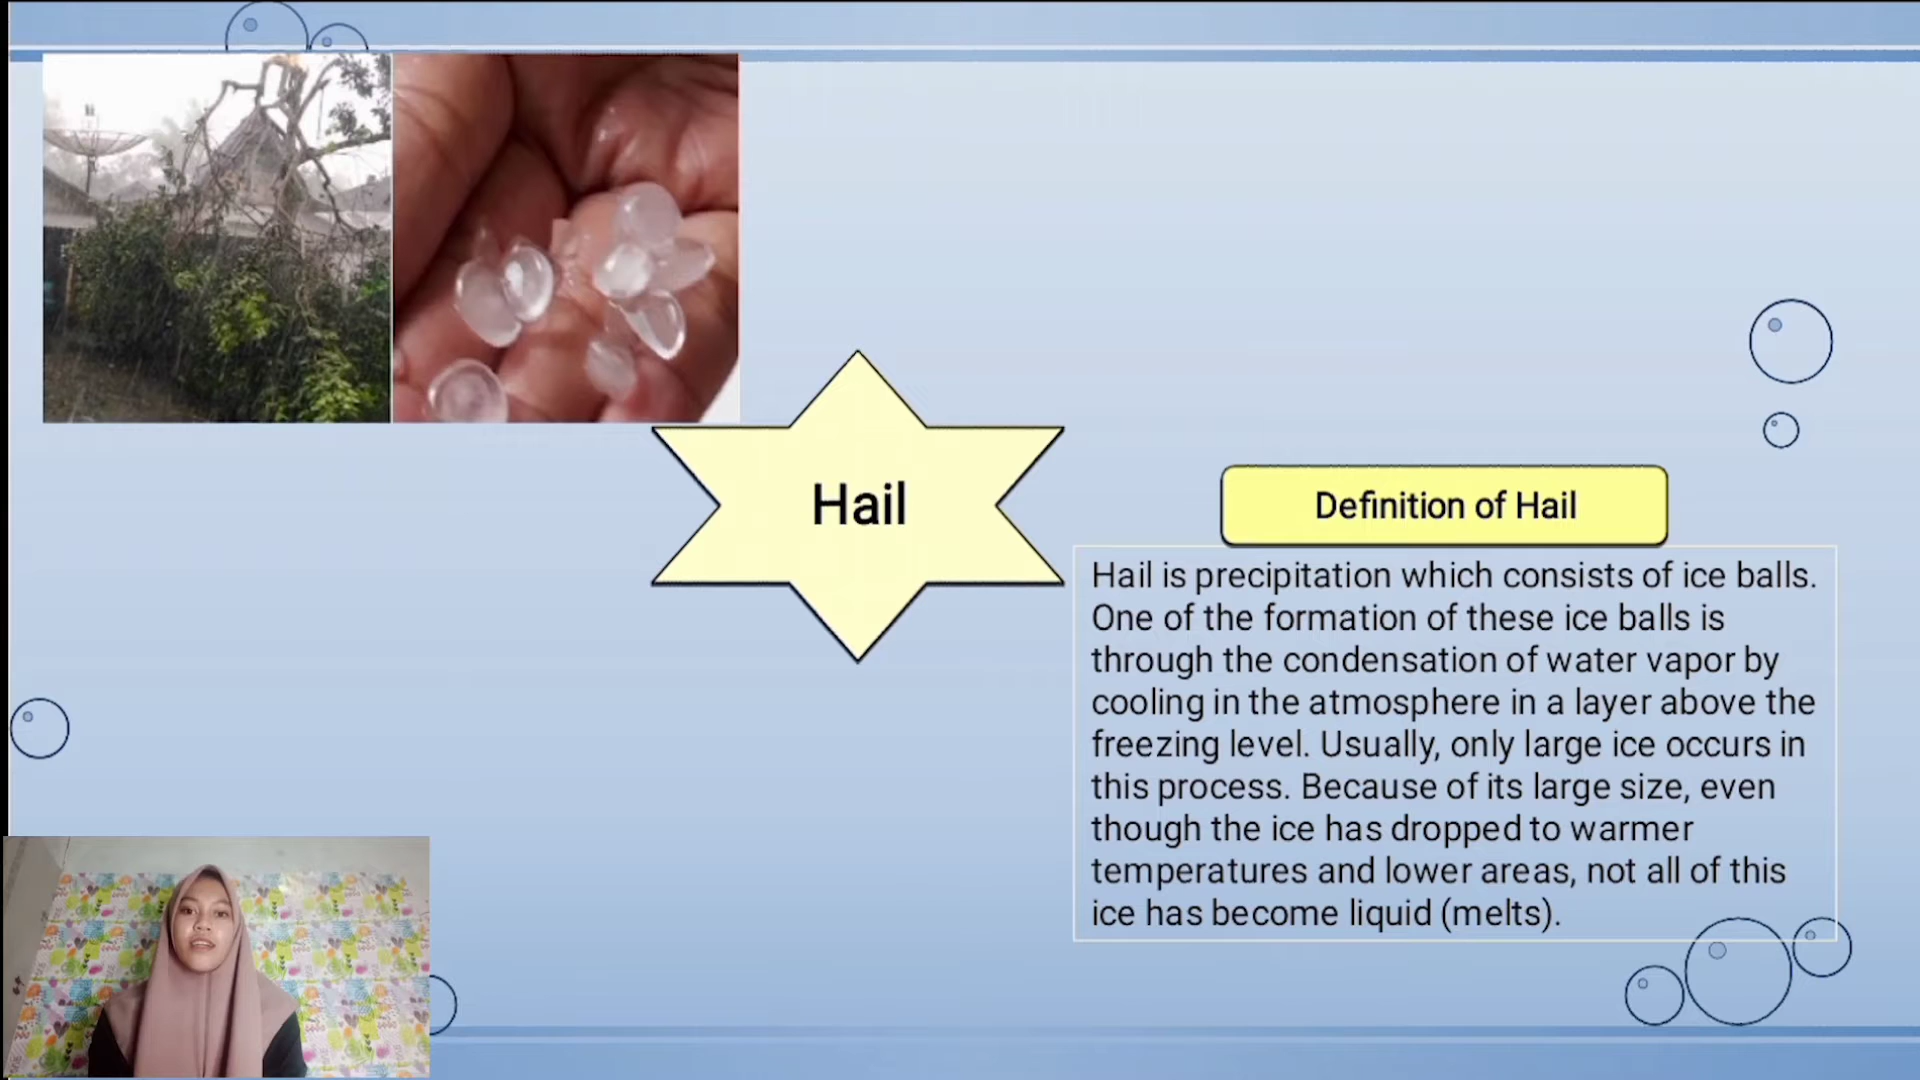 Hail
Definition of Hail
Hail is precipitation which consists of ice balls.
One of the formation of these ice balls is
through the condensation of water vapor by
cooling in the atmosphere in a layer above the
freezing level. Usually, only large ice occurs in
this process. Because of its large size, even
though the ice has dropped to warmer
temperatures and lower areas, not all of this
ice has become liquid (melts).